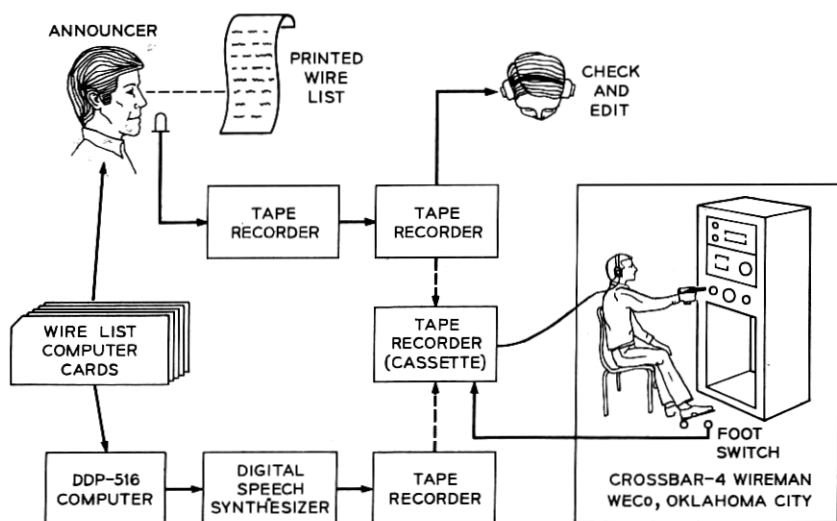 ANNOUNCER
PRINTED
WIRE
LIST
CHECK
AND
EDIT
TAPE
RECORDER
TAPE
RECORDER
WIRE LIST
COMPUTER
CARDS
TAPE
RECORDER
(CASSETTE)
FOOT
SWITCH
DDP-516
COMPUTER
DIGITAL
SPEECH
SYNTHESIZER
TAPE
RECORDER
CROSSBAR-4 WIREMAN
WECO, OKLAHOMA CITY